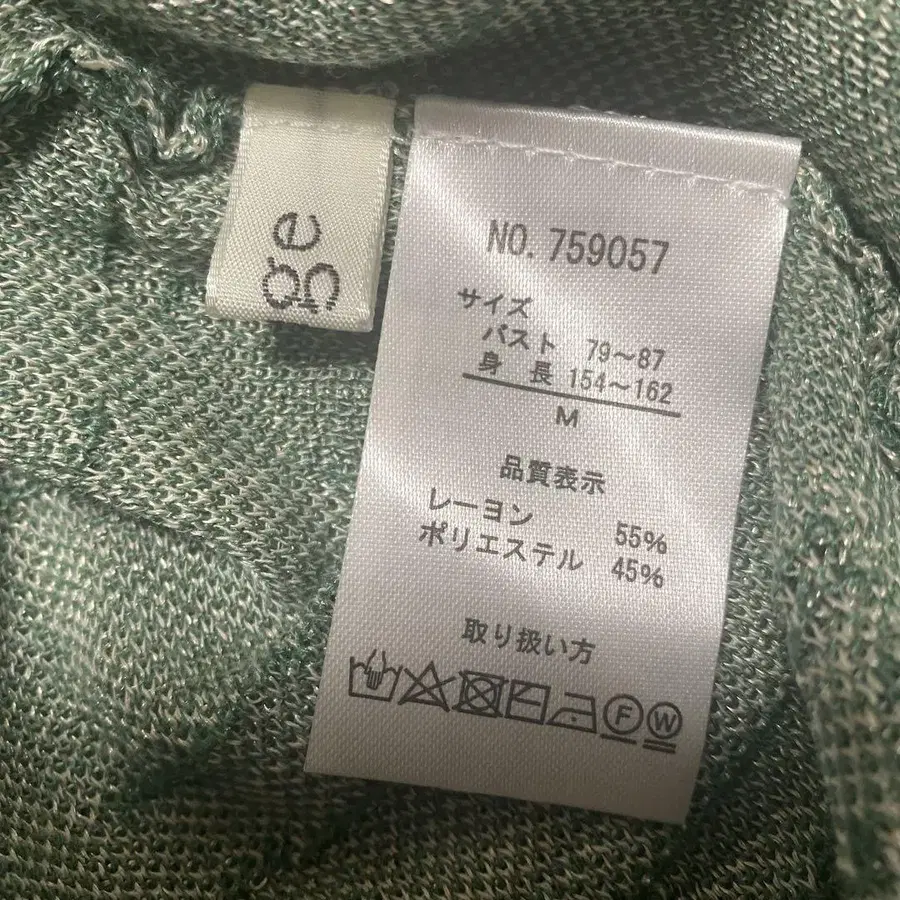 ge
NO. 759057
サイズ
バスト 79～87
身長 154～162
M
品質表示
レーヨン 55%
ポリエステル 45%
取り扱い方
F W